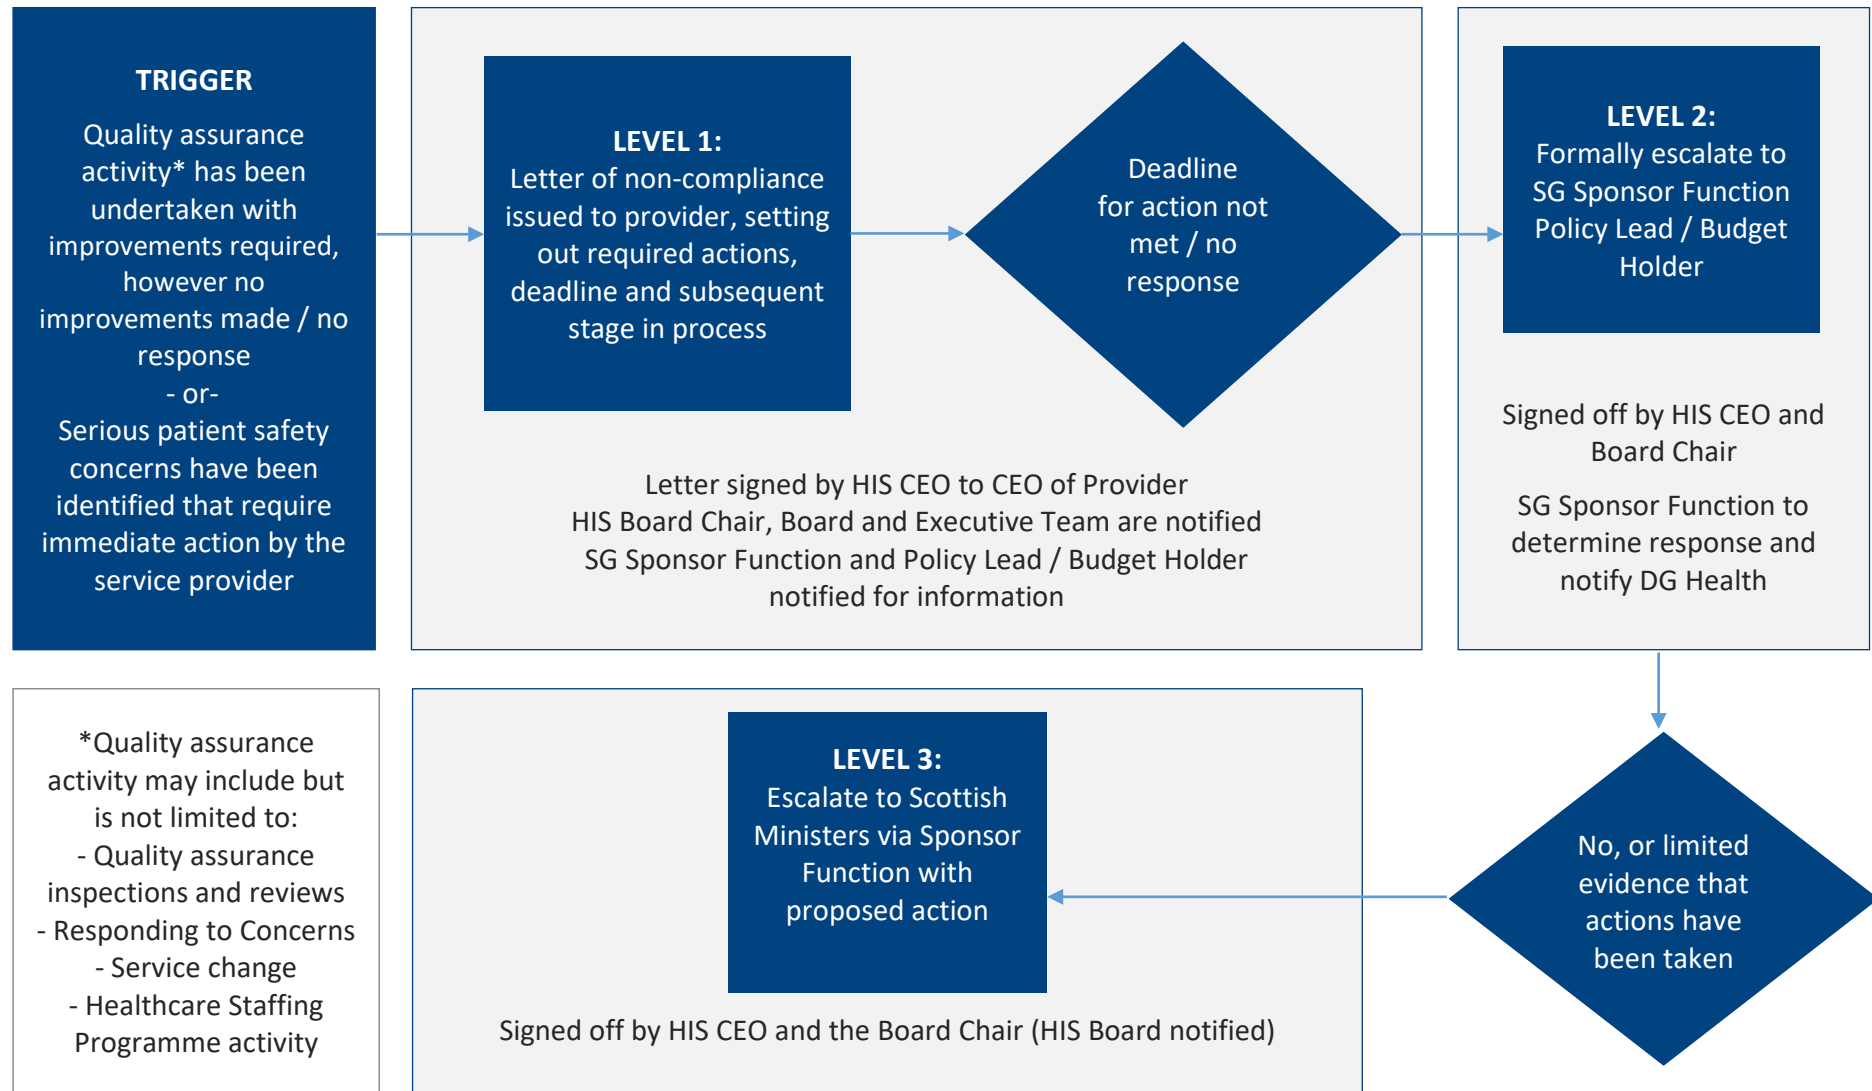 TRIGGER
Quality assurance
activity* has been
undertaken with
improvements required,
however no
improvements made / no
response
- or-
Serious patient safety
concerns have been
identified that require
immediate action by the
service provider
LEVEL 1:
Letter of non-compliance
issued to provider, setting
out required actions,
deadline and subsequent
stage in process
Deadline
for action not
met / no
response
Letter signed by HIS CEO to CEO of Provider
HIS Board Chair, Board and Executive Team are notified
SG Sponsor Function and Policy Lead / Budget Holder
notified for information
LEVEL 2:
Formally escalate to
SG Sponsor Function
Policy Lead / Budget
Holder
Signed off by HIS CEO and
Board Chair
SG Sponsor Function to
determine response and
notify DG Health
No, or limited
evidence that
actions have
been taken
LEVEL 3:
Escalate to Scottish
Ministers via Sponsor
Function with
proposed action
Signed off by HIS CEO and the Board Chair (HIS Board notified)
*Quality assurance
activity may include but
is not limited to:
- Quality assurance
inspections and reviews
- Responding to Concerns
- Service change
- Healthcare Staffing
Programme activity